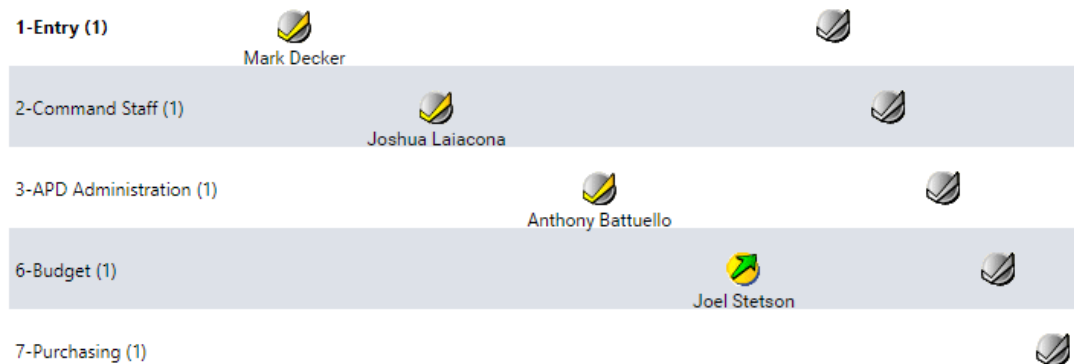 1-Entry (1)
Mark Decker
2-Command Staff (1)
Joshua Laiacona
3-APD Administration (1)
Anthony Battuello
6-Budget (1)
Joel Stetson
7-Purchasing (1)